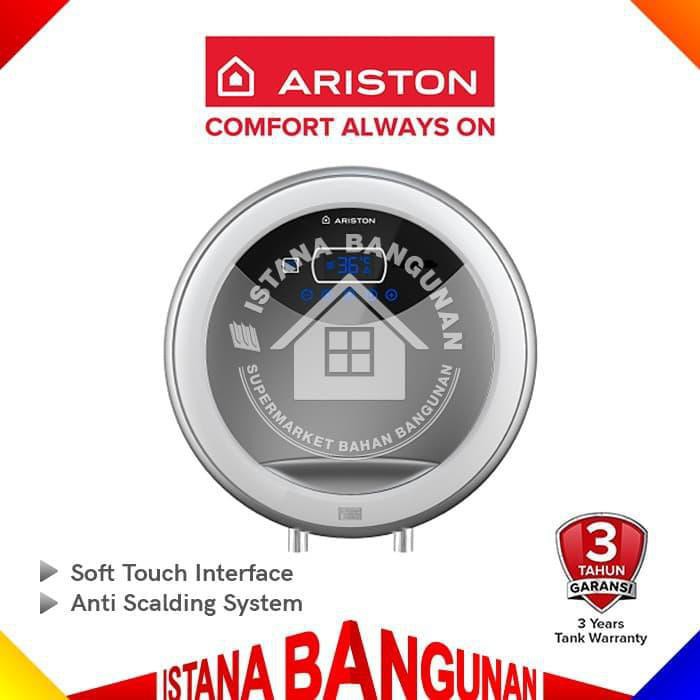 ARISTON
COMFORT ALWAYS ON
ARISTON
36°C
A
ISTANA BANGUNAN
SUPERMARKET BAHAN BANGUNAN
Soft Touch Interface
Anti Scalding System
3
TAHUN
GARANSI
3 Years
Tank Warranty
ISTANA BANGUNAN